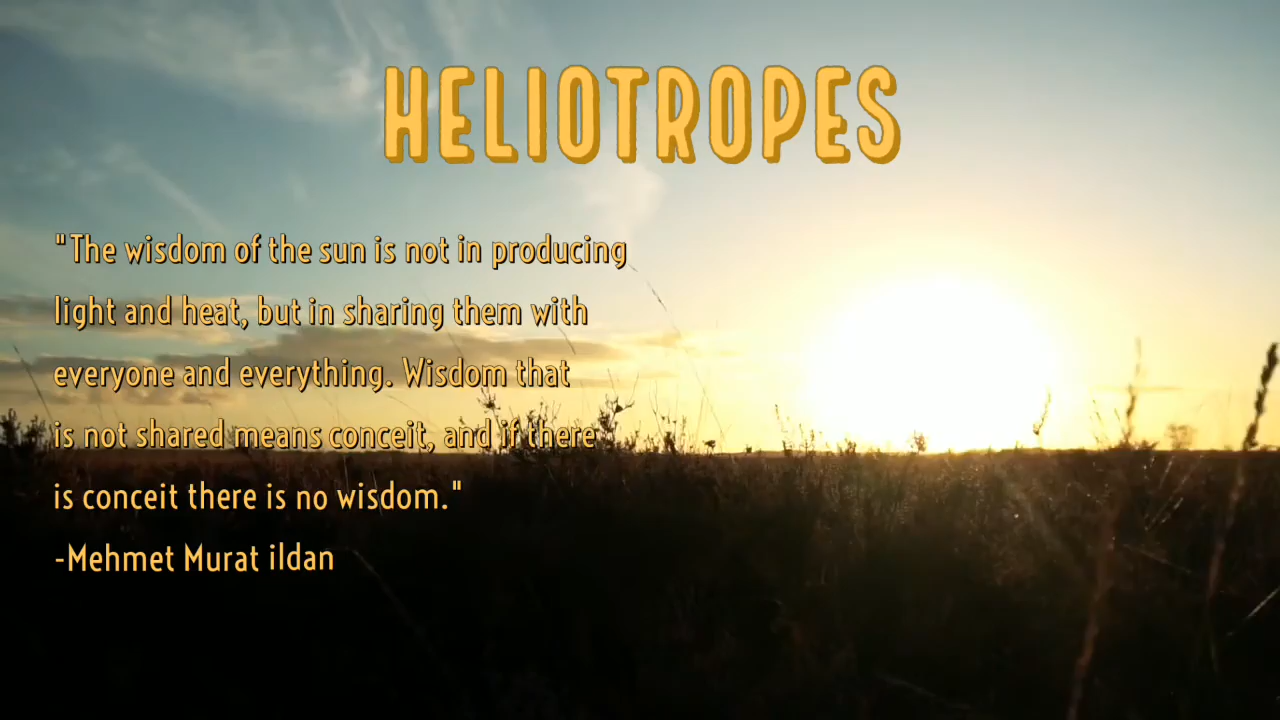 HELIOTROPES
"The wisdom of the sun is not in producing
light and heat, but in sharing them with
everyone and everything. Wisdom that
is not shared means conceit, and if there
is conceit there is no wisdom."
-Mehmet Murat ildan